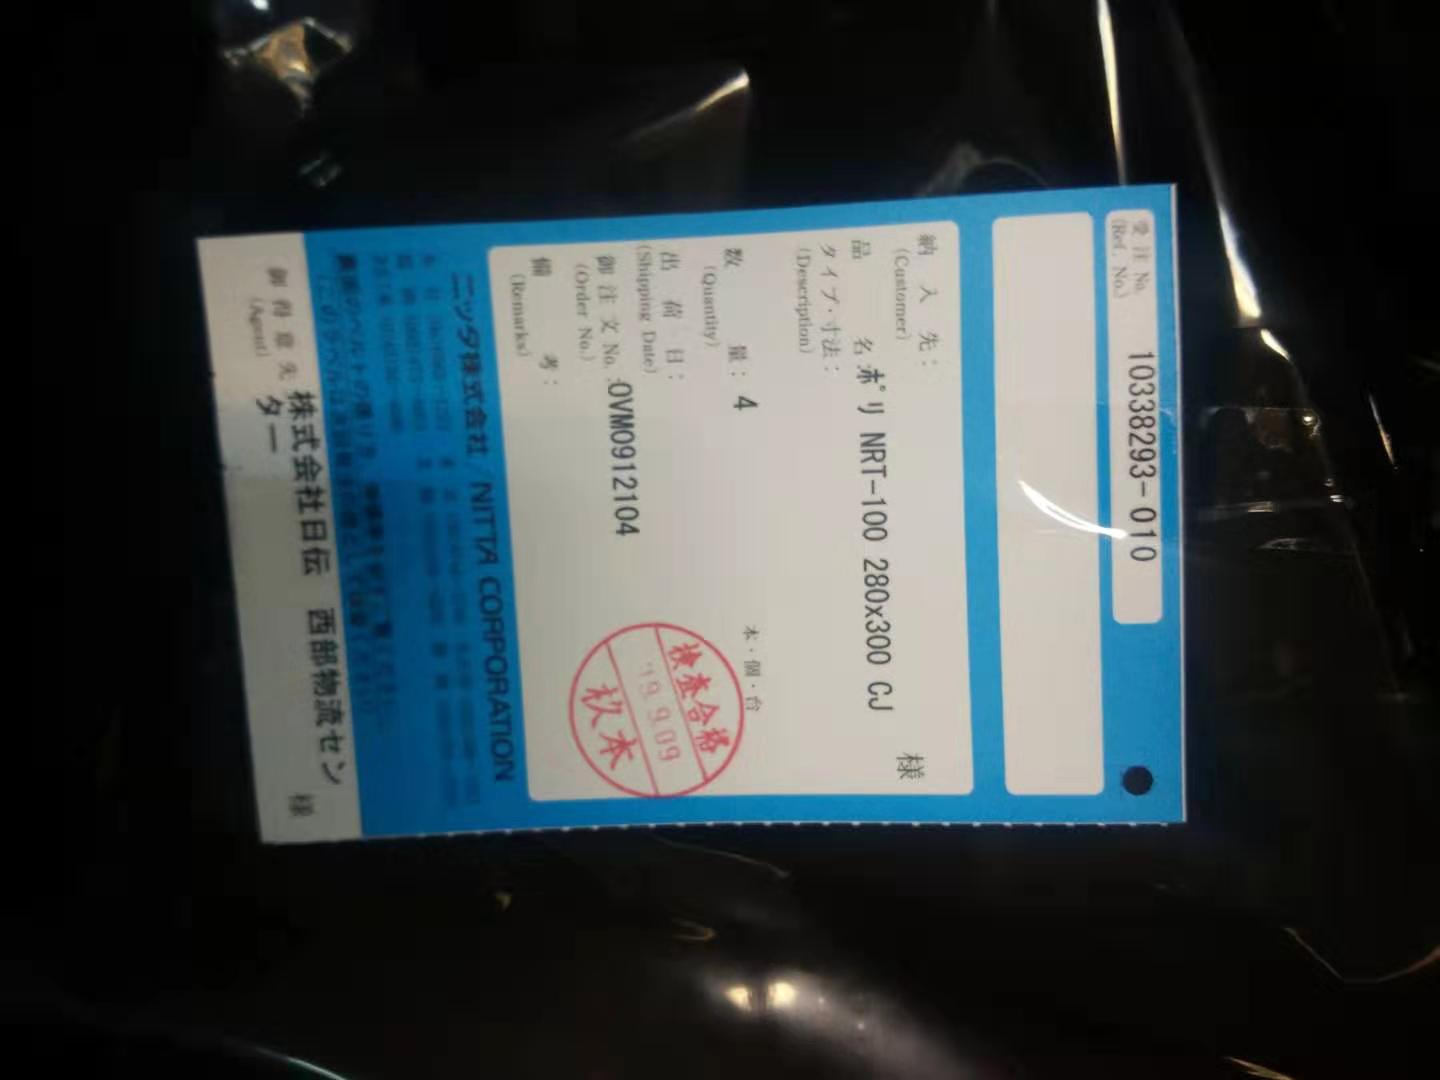 受注No. 10338293-010
(Ref. No.)
納入先: 様
(Customer)
品名:ポリ NRT-100 280x300 CJ
タイプ・寸法:
(Description)
数量: 4 本・個・台
(Quantity)
出荷日:
(Shipping Date)
御注文No.:OVM0912104
(Order No.)
備考:
(Remarks)
検査合格
'19.9.09
杦本
ニッタ株式会社/NITTA CORPORATION
御得意先 株式会社日伝 西部物流セン
(Agent) ター 様